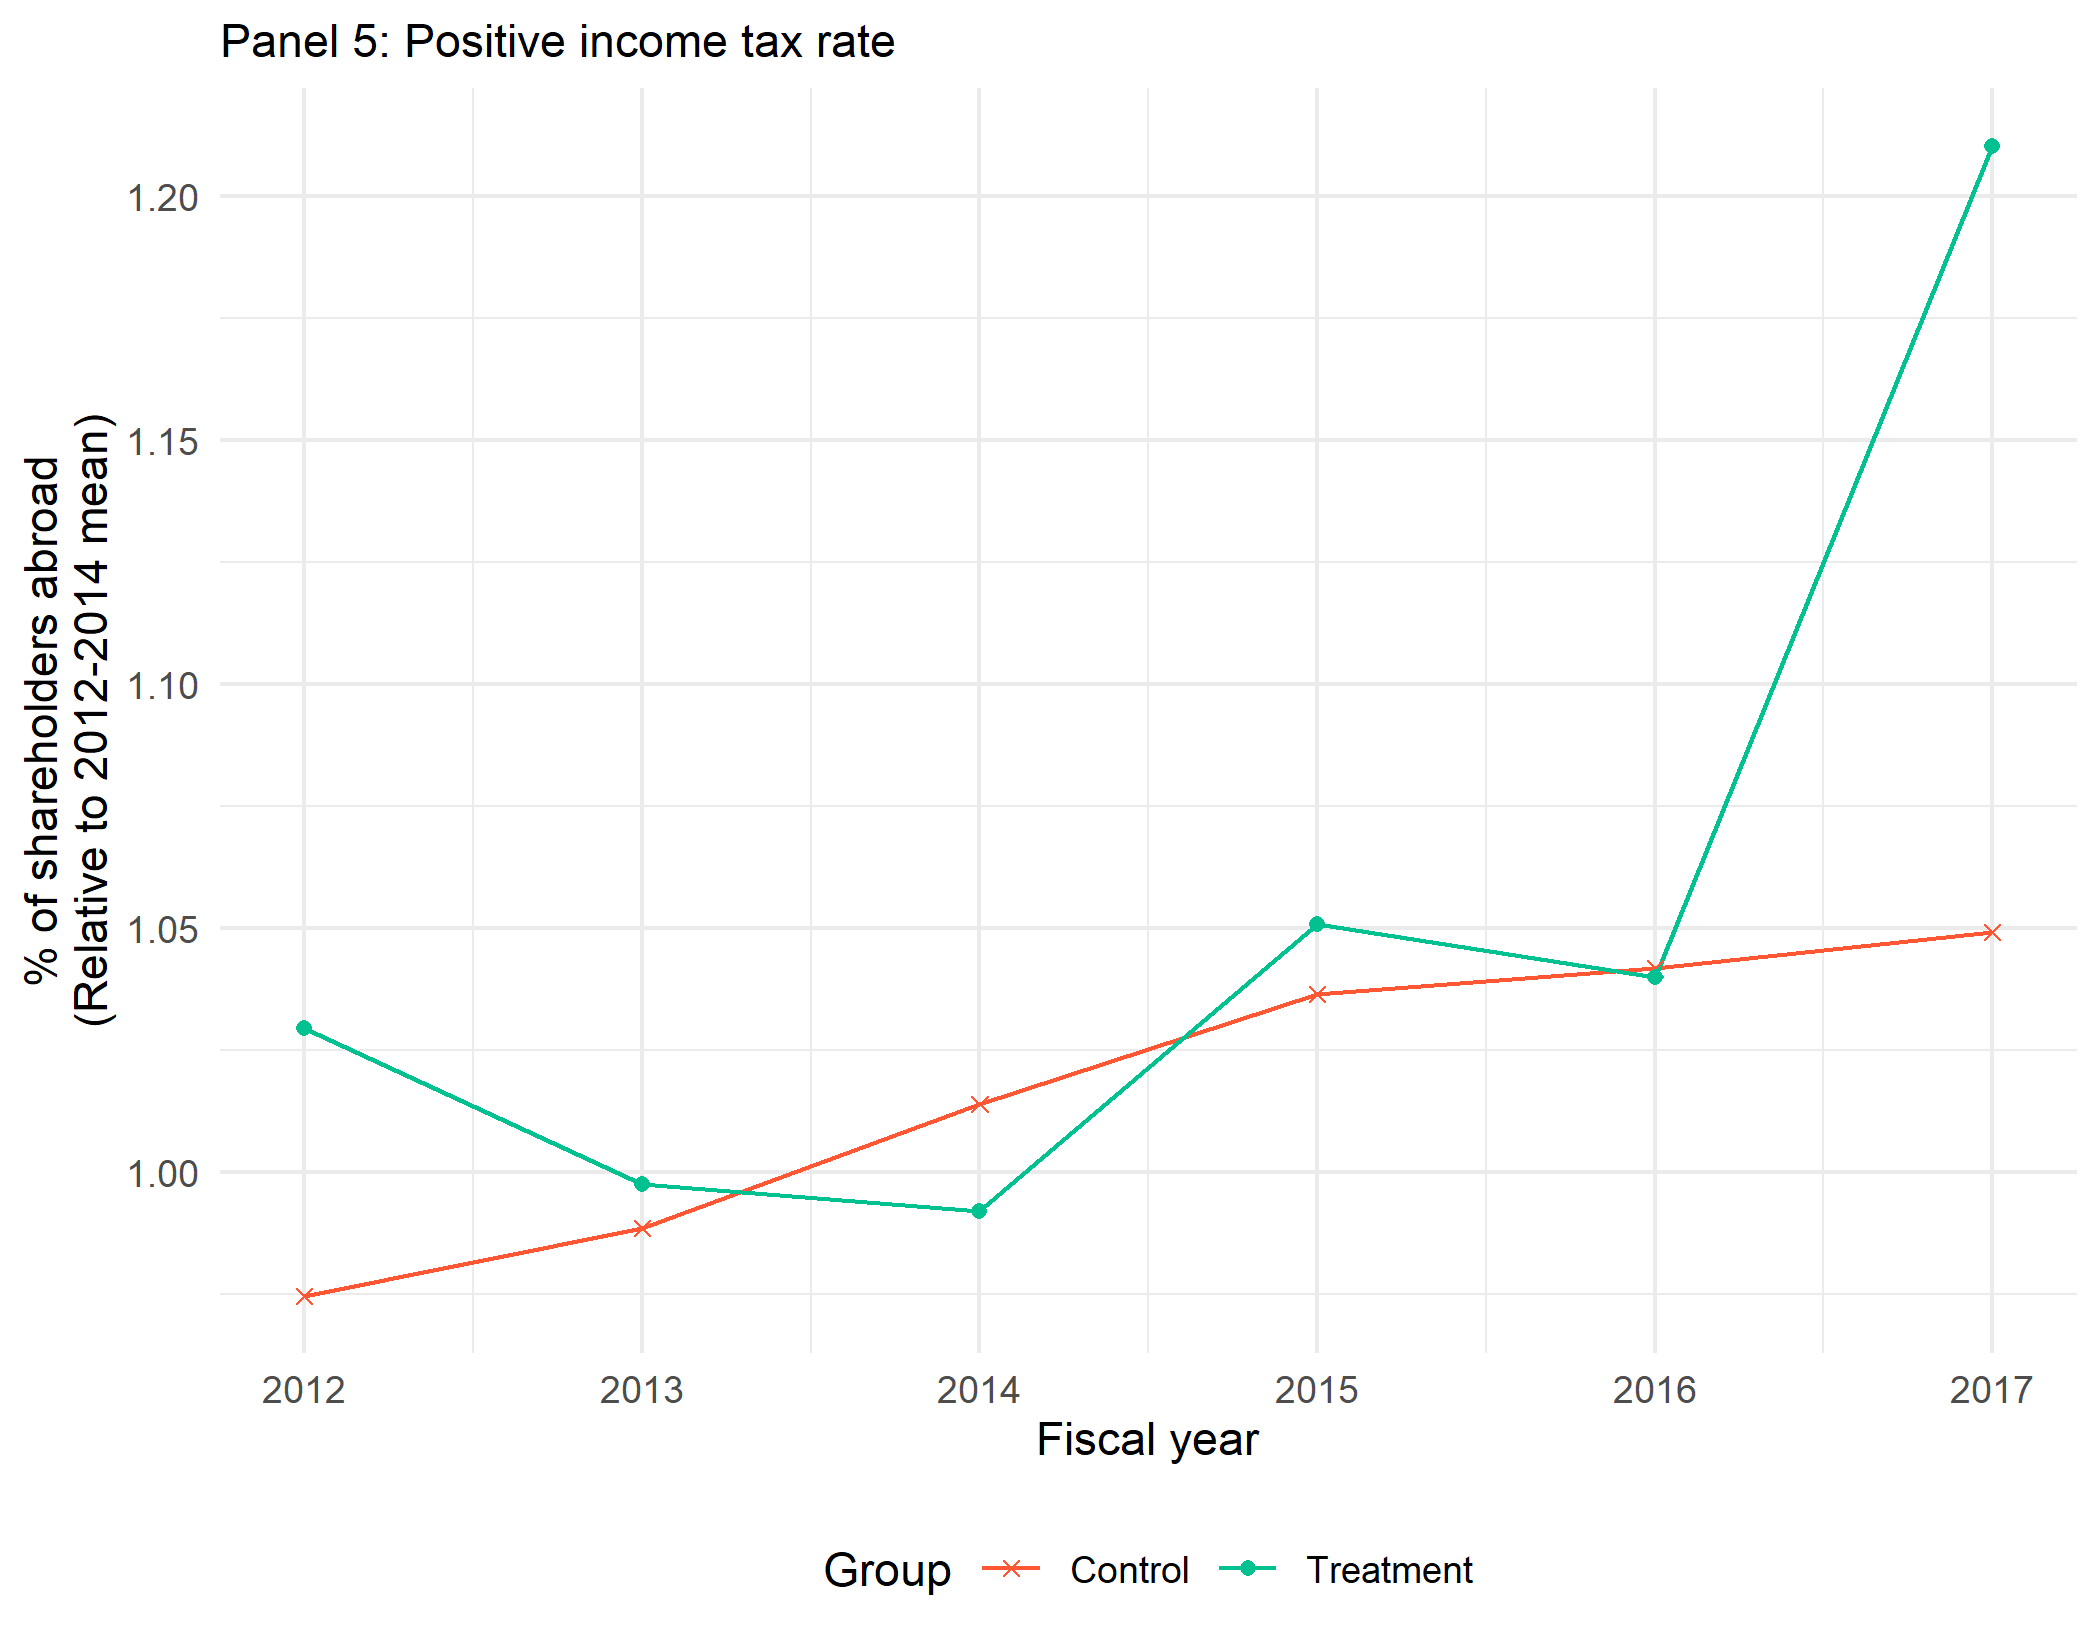 Panel 5: Positive income tax rate
% of shareholders abroad
(Relative to 2012-2014 mean)
1.20
1.15
1.10
1.05
1.00
2012 2013 2014 2015 2016 2017
Fiscal year
Group Control Treatment